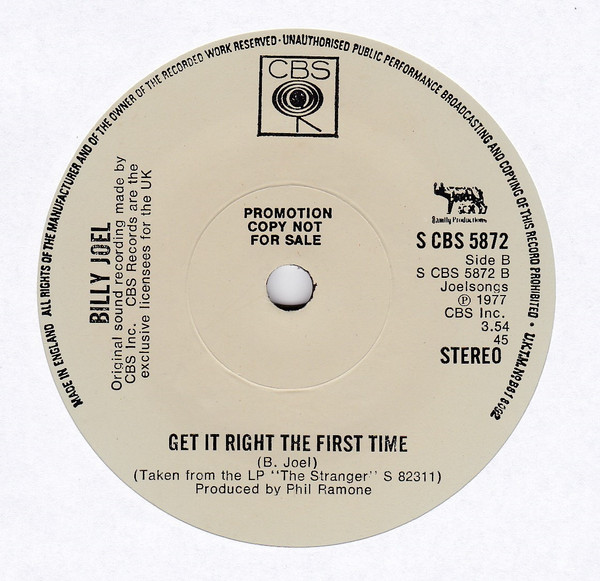 MADE IN ENGLAND ALL RIGHTS OF THE MANUFACTURER AND OF THE OWNER OF THE RECORDED WORK RESERVED · UNAUTHORISED PUBLIC PERFORMANCE BROADCASTING AND COPYING OF THIS RECORD PROHIBITED · U.K.T.M. No B618092
CBS
PROMOTION
COPY NOT
FOR SALE
BILLY JOEL
Original sound recording made by
CBS Inc. CBS Records are the
exclusive licensees for the UK
Family Productions
S CBS 5872
Side B
S CBS 5872 B
Joelsongs
℗ 1977
CBS Inc.
3.54
45
STEREO
GET IT RIGHT THE FIRST TIME
(B. Joel)
(Taken from the LP "The Stranger" S 82311)
Produced by Phil Ramone